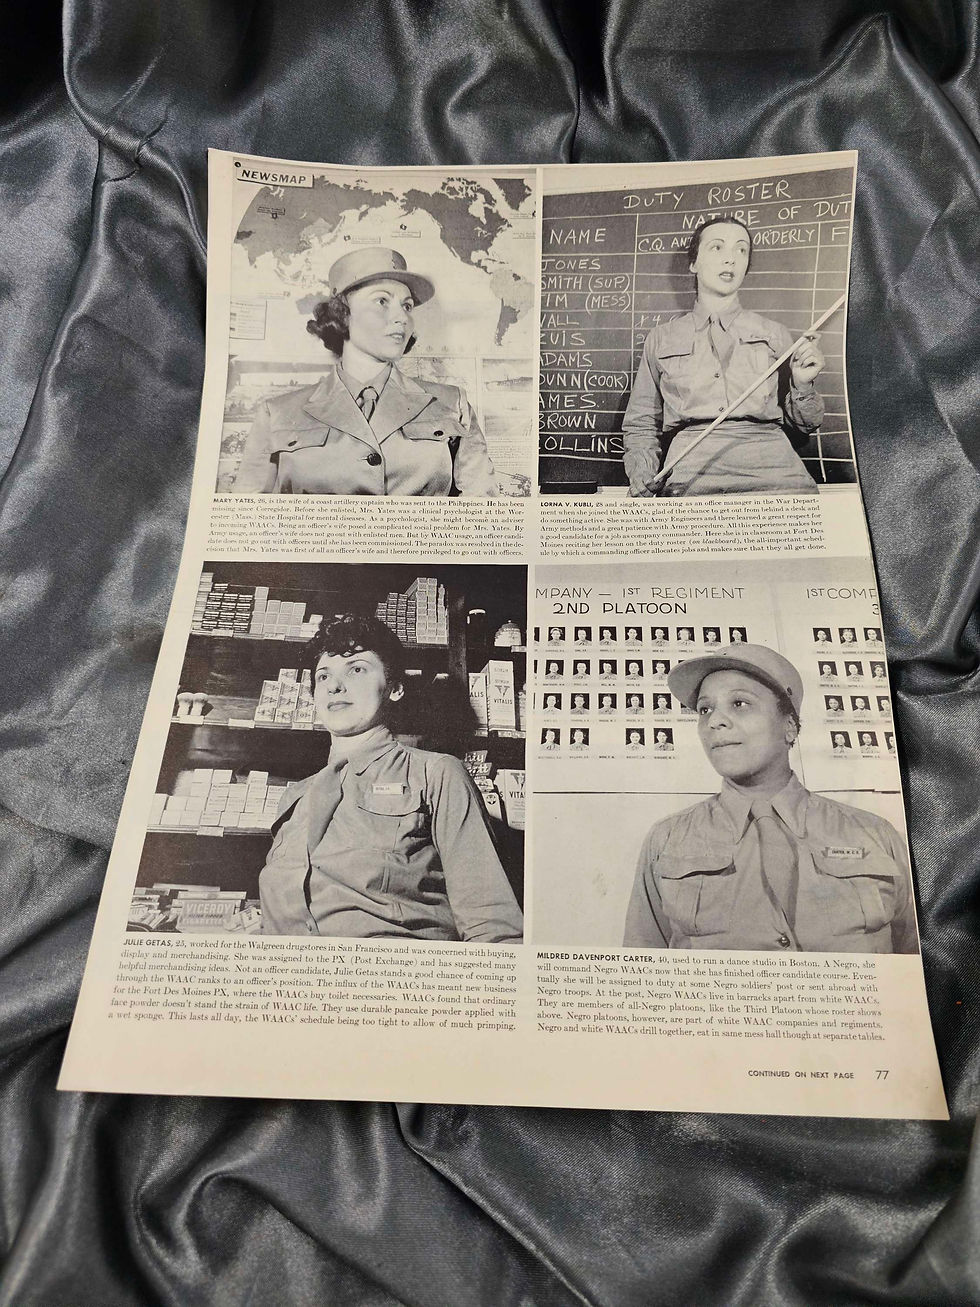 NEWSMAP
DUTY ROSTER
NATURE OF DUT
NAME
C.Q. AN
ORDERLY
F
JONES
SMITH (SUP)
TIM (MESS)
WALL
ADAMS
DUNN (COOK)
AMES
BROWN
COLLINS
MARY YATES, 26, is the wife of a coast artillery captain who was sent to the Philippines. He has been
missing since Corregidor. Before she enlisted, Mrs. Yates was a clinical psychologist at the Wor-
cester (Mass.) State Hospital for mental diseases. As a psychologist, she might become an adviser
to incoming WAACs. Being an officer's wife posed a complicated social problem for Mrs. Yates. By
Army usage, an officer's wife does not go out with enlisted men. But by WAAC usage, an officer candi-
date does not go out with officers until she has been commissioned. The paradox was resolved in the de-
cision that Mrs. Yates was first of all an officer's wife and therefore privileged to go out with officers.
LORNA V. KUBLI, 28 and single, was working as an office manager in the War Depart-
ment when she joined the WAACs, glad of the chance to get out from behind a desk and
do something active. She was with Army Engineers and there learned a great respect for
Army methods and a great patience with Army procedure. All this experience makes her
a good candidate for a job as company commander. Here she is in classroom at Fort Des
Moines reciting her lesson on the duty roster (on blackboard), the all-important sched-
ule by which a commanding officer allocates jobs and makes sure that they all get done.
VITALIS
VITA
VICEROY
FILTER TIPPED
CIGARETTES
MPANY – 1ST REGIMENT
2ND PLATOON
1ST COMP
3
CARTER, M. D.
JULIE GETAS, 25, worked for the Walgreen drugstores in San Francisco and was concerned with buying,
display and merchandising. She was assigned to the PX (Post Exchange) and has suggested many
helpful merchandising ideas. Not an officer candidate, Julie Getas stands a good chance of coming up
through the WAAC ranks to an officer's position. The influx of the WAACs has meant new business
for the Fort Des Moines PX, where the WAACs buy toilet necessaries. WAACs found that ordinary
face powder doesn't stand the strain of WAAC life. They use durable pancake powder applied with
a wet sponge. This lasts all day, the WAACs' schedule being too tight to allow of much primping.
MILDRED DAVENPORT CARTER, 40, used to run a dance studio in Boston. A Negro, she
will command Negro WAACs now that she has finished officer candidate course. Even-
tually she will be assigned to duty at some Negro soldiers' post or sent abroad with
Negro troops. At the post, Negro WAACs live in barracks apart from white WAACs.
They are members of all-Negro platoons, like the Third Platoon whose roster shows
above. Negro platoons, however, are part of white WAAC companies and regiments.
Negro and white WAACs drill together, eat in same mess hall though at separate tables.
CONTINUED ON NEXT PAGE 77